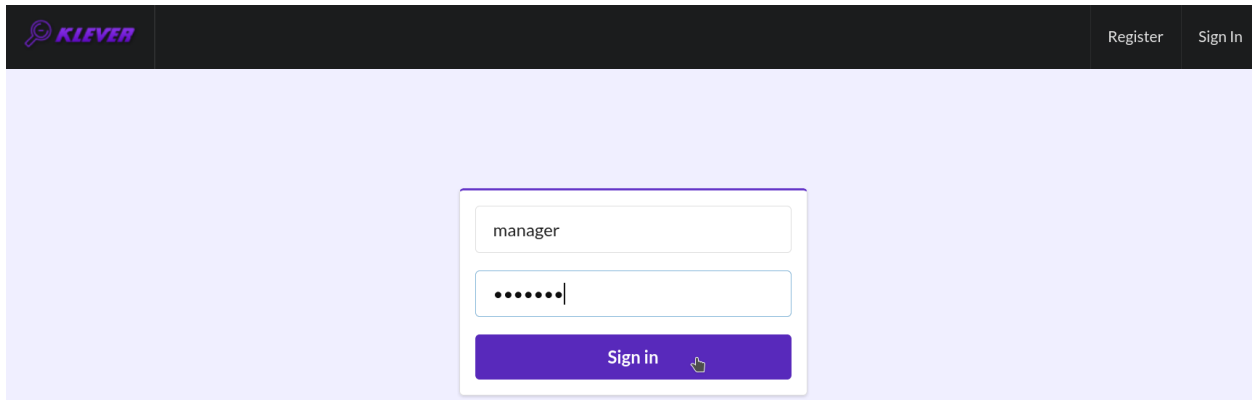 KLEVER
Register
Sign In
manager
•••••••
Sign in